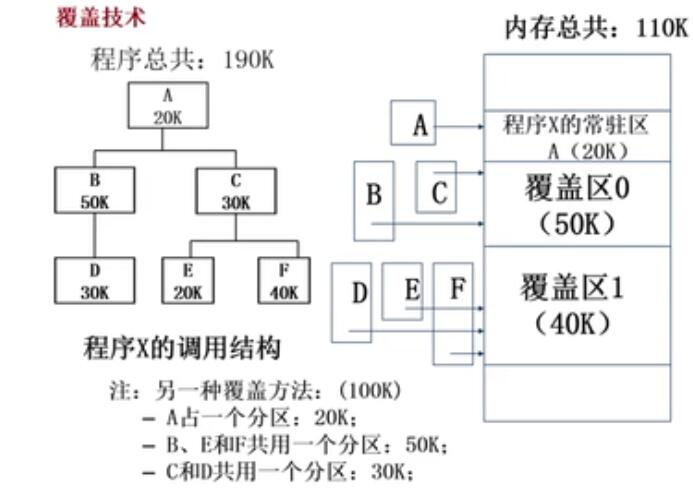 覆盖技术
程序总共：190K
A
20K
B
50K
C
30K
D
30K
E
20K
F
40K
程序X的调用结构
内存总共：110K
A
程序X的常驻区
A（20K）
B
C
覆盖区0
（50K）
D
E
F
覆盖区1
（40K）
注：另一种覆盖方法：(100K)
– A占一个分区：20K；
– B、E和F共用一个分区：50K；
– C和D共用一个分区：30K；